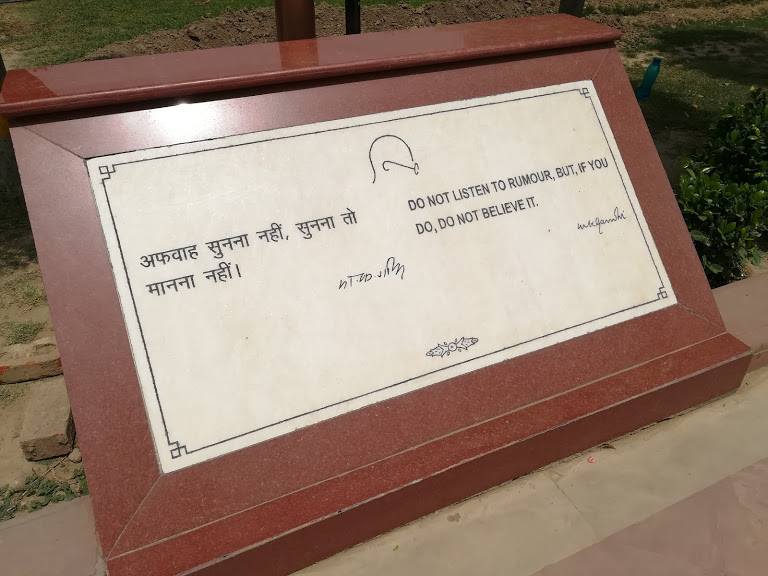 अफवाह सुनना नहीं, सुनना तो
मानना नहीं।
DO NOT LISTEN TO RUMOUR, BUT, IF YOU
DO, DO NOT BELIEVE IT.
mkgandhi